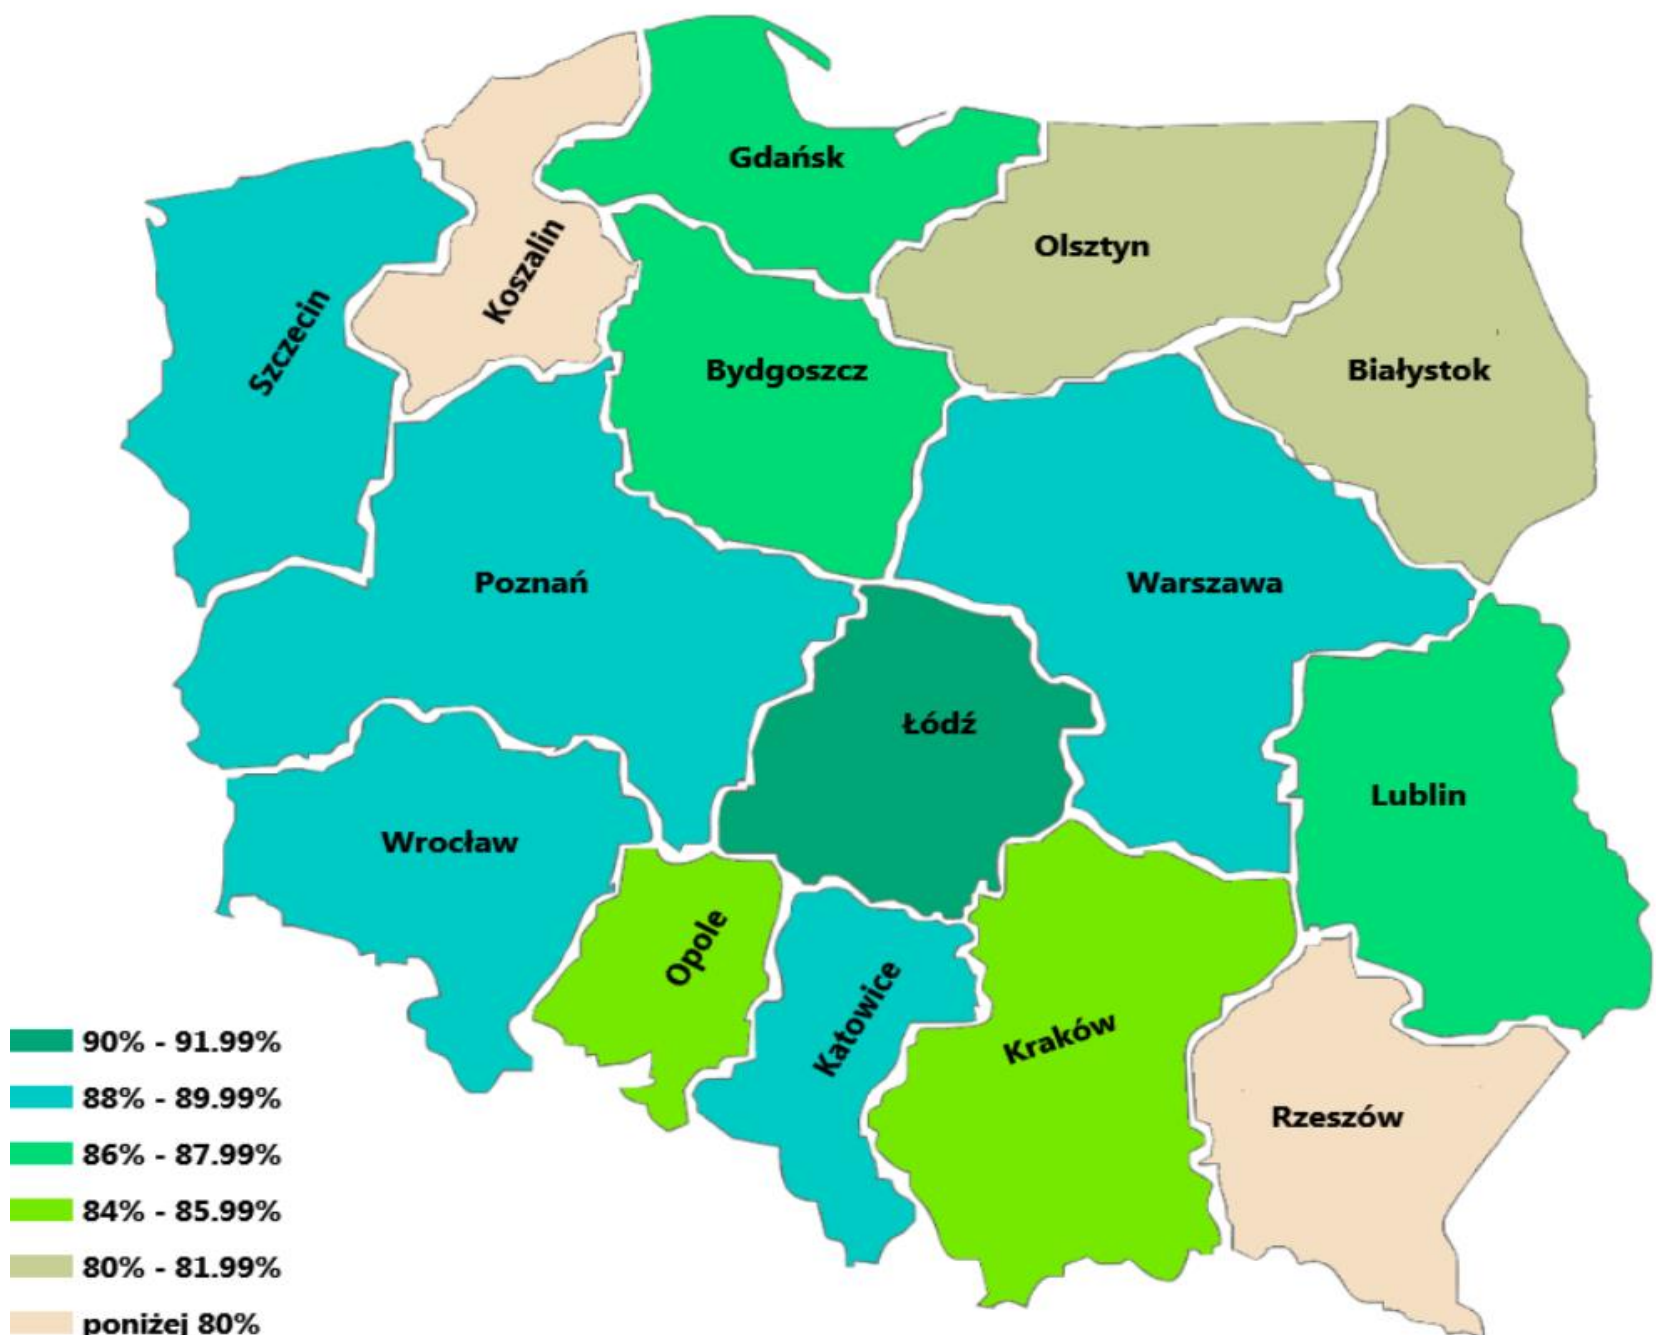 Gdańsk
Koszalin
Olsztyn
Szczecin
Bydgoszcz
Białystok
Poznań
Warszawa
Łódź
Lublin
Wrocław
Opole
Katowice
Kraków
Rzeszów
90% - 91.99%
88% - 89.99%
86% - 87.99%
84% - 85.99%
80% - 81.99%
poniżej 80%